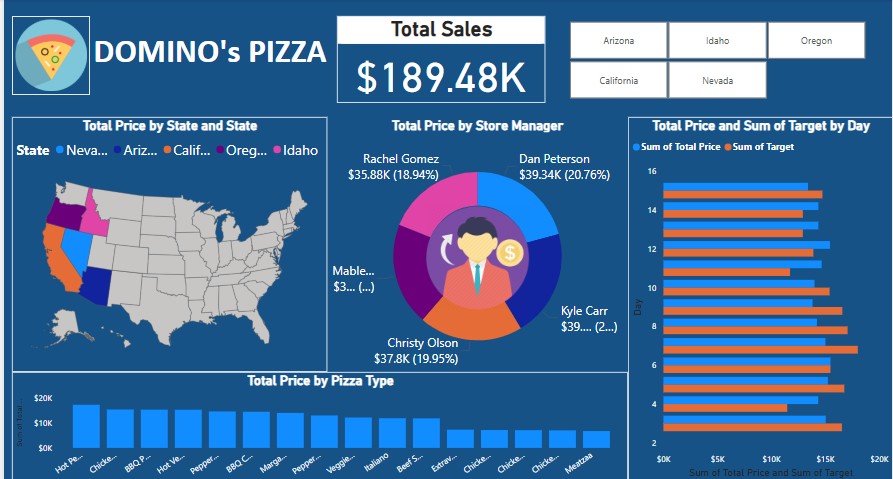 DOMINO's PIZZA
Total Sales
$189.48K
Arizona
Idaho
Oregon
California
Nevada
Total Price by State and State
State Neva... Ariz... Calif... Oreg... Idaho
Total Price by Store Manager
Rachel Gomez
$35.88K (18.94%)
Dan Peterson
$39.34K (20.76%)
Mable...
$3... (...)
Kyle Carr
$39.... (2...)
Christy Olson
$37.8K (19.95%)
Total Price and Sum of Target by Day
Sum of Total Price Sum of Target
16
14
12
10
8
6
4
2
Day
$0K $5K $10K $15K $20K
Sum of Total Price and Sum of Target
Total Price by Pizza Type
Sum of Total...
$20K
$10K
$0K
Hot Pe...
Chicke...
BBQ P...
Hot Ve...
Pepper...
BBQ C...
Marga...
Pepper...
Veggie...
Italiano
Beef S...
Extrav...
Chicke...
Chicke...
Chicke...
Meatzaa